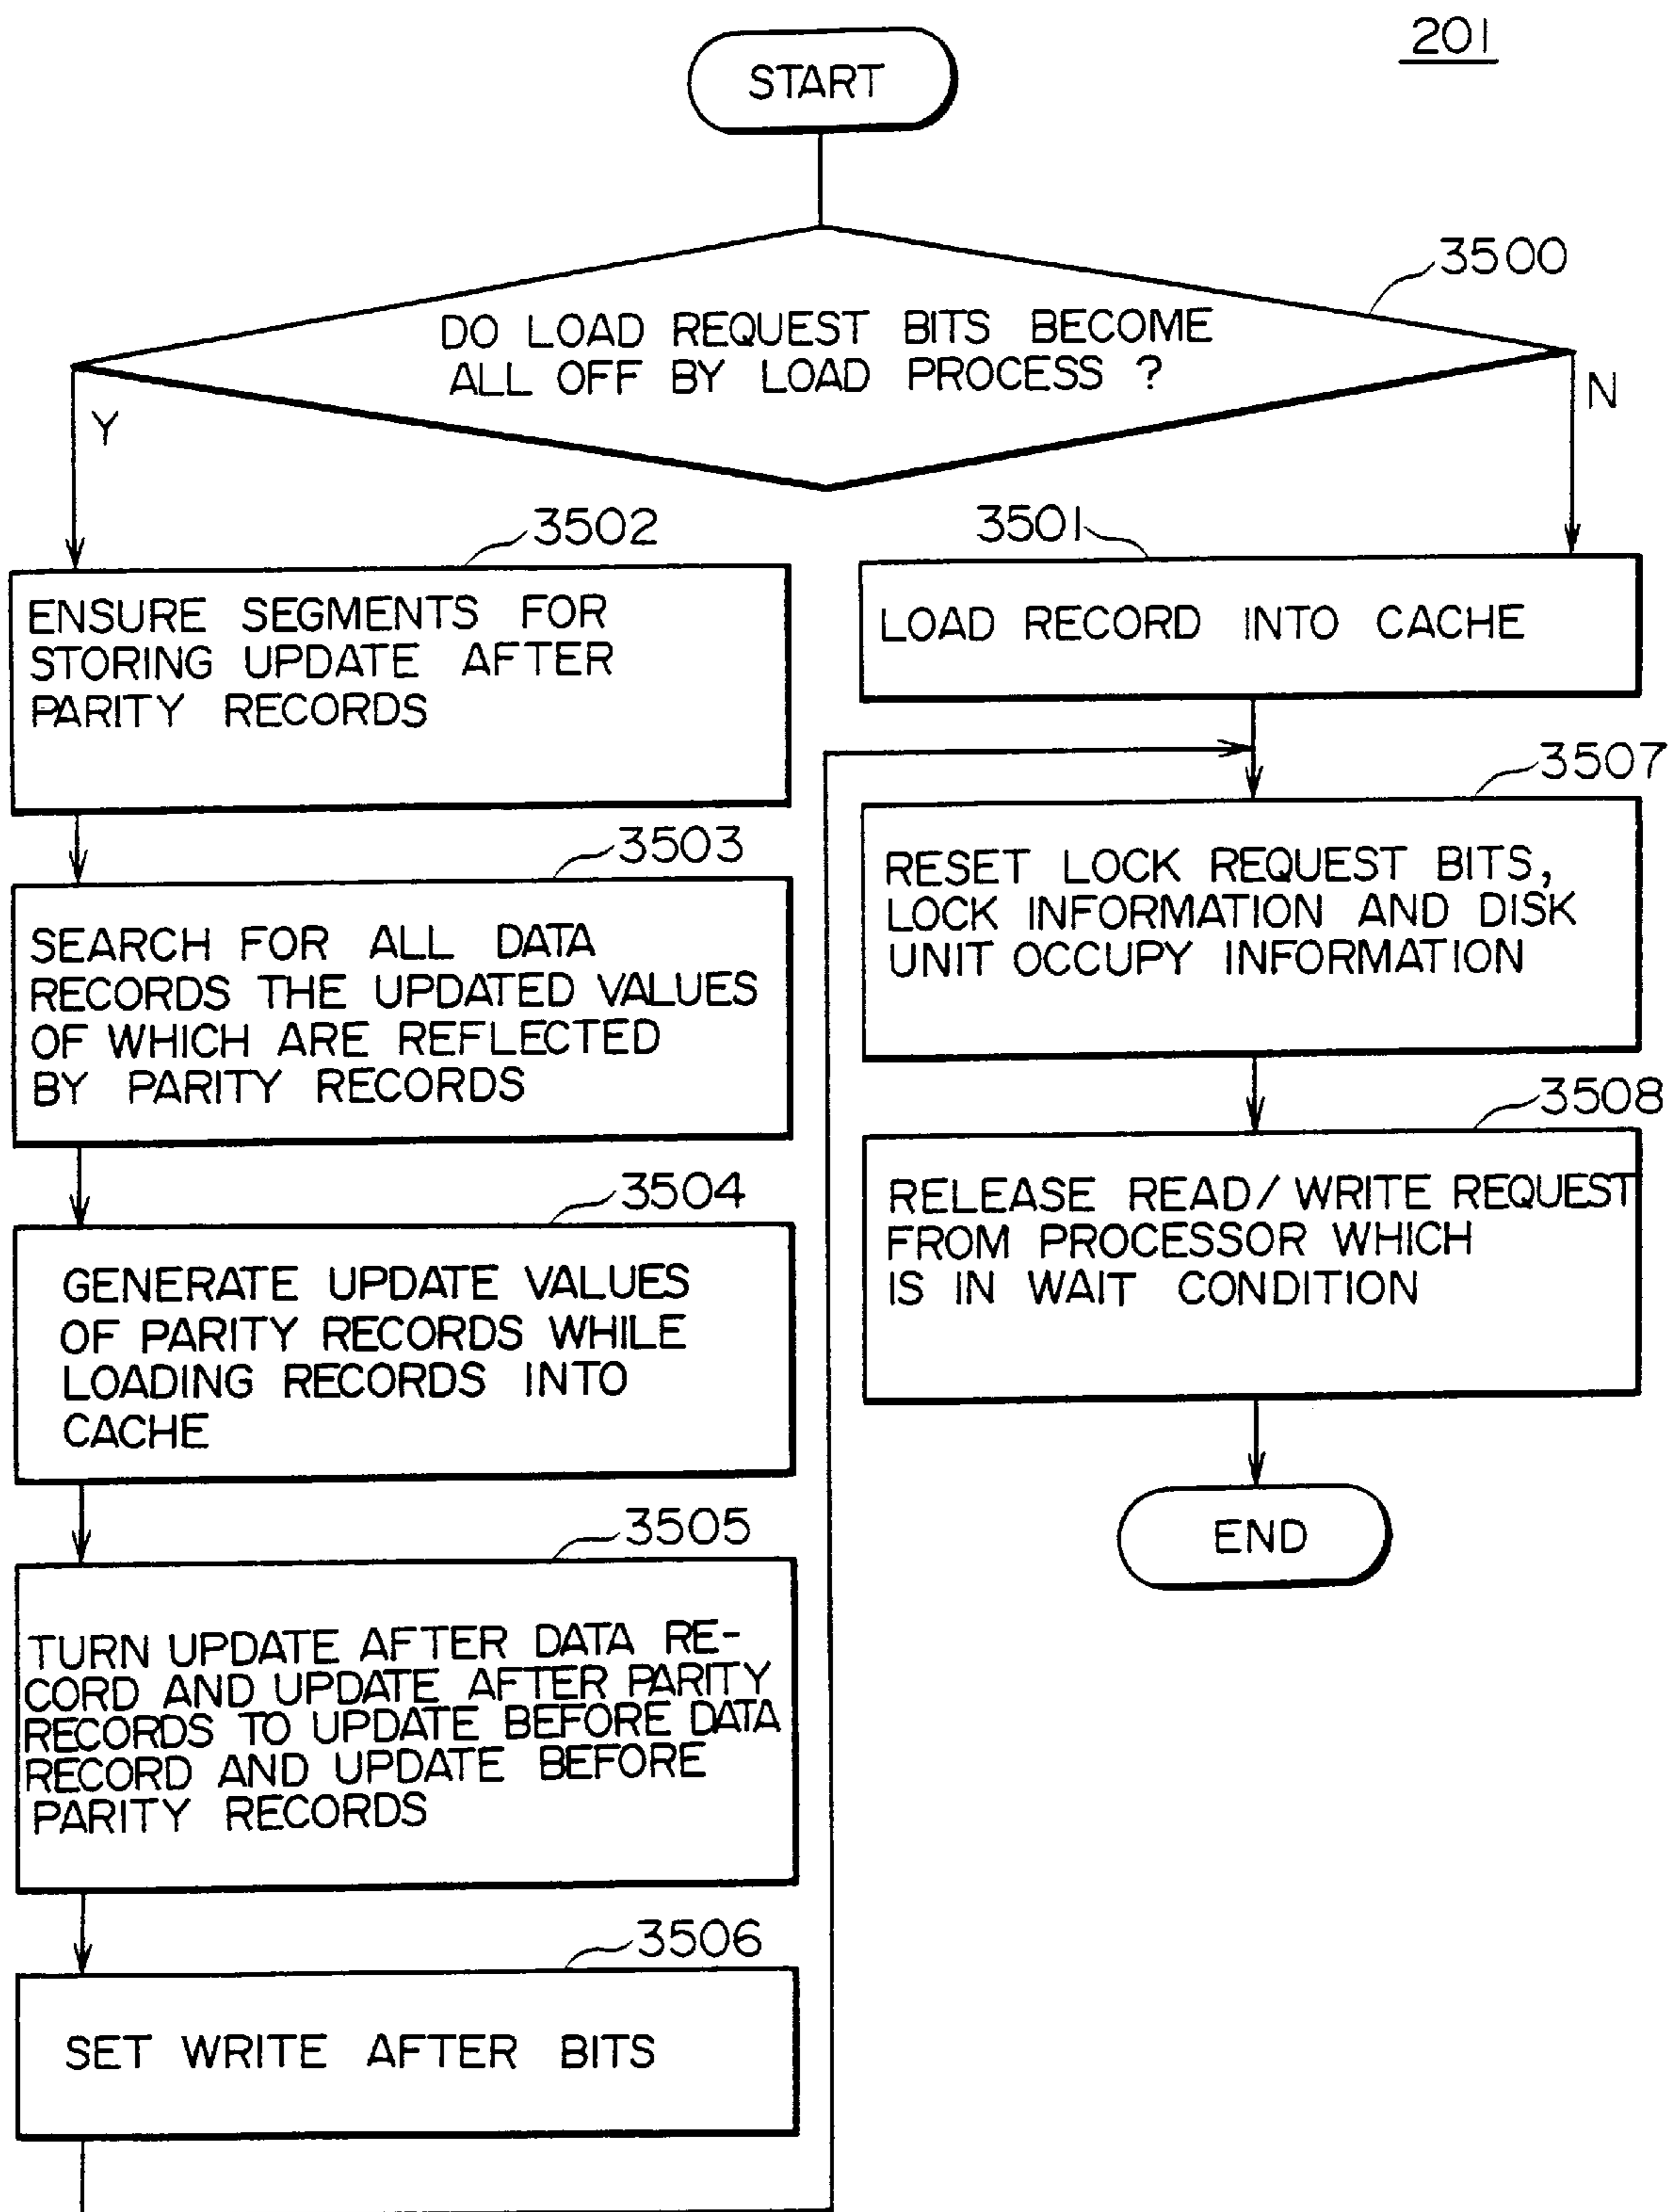 201
START
3500
DO LOAD REQUEST BITS BECOME
ALL OFF BY LOAD PROCESS ?
Y
N
3502
ENSURE SEGMENTS FOR
STORING UPDATE AFTER
PARITY RECORDS
3503
SEARCH FOR ALL DATA
RECORDS THE UPDATED VALUES
OF WHICH ARE REFLECTED
BY PARITY RECORDS
3504
GENERATE UPDATE VALUES
OF PARITY RECORDS WHILE
LOADING RECORDS INTO
CACHE
3505
TURN UPDATE AFTER DATA RE-
CORD AND UPDATE AFTER PARITY
RECORDS TO UPDATE BEFORE DATA
RECORD AND UPDATE BEFORE
PARITY RECORDS
3506
SET WRITE AFTER BITS
3501
LOAD RECORD INTO CACHE
3507
RESET LOCK REQUEST BITS,
LOCK INFORMATION AND DISK
UNIT OCCUPY INFORMATION
3508
RELEASE READ/WRITE REQUEST
FROM PROCESSOR WHICH
IS IN WAIT CONDITION
END